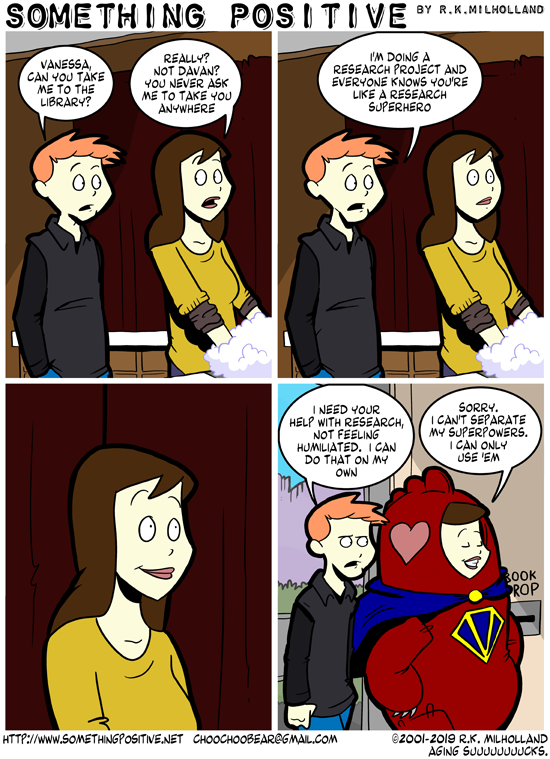 SOMETHING POSITIVE BY R.K.MILHOLLAND
VANESSA,
CAN YOU TAKE
ME TO THE
LIBRARY?
REALLY?
NOT DAVAN?
YOU NEVER ASK
ME TO TAKE YOU
ANYWHERE
I'M DOING A
RESEARCH PROJECT AND
EVERYONE KNOWS YOU'RE
LIKE A RESEARCH
SUPERHERO
I NEED YOUR
HELP WITH RESEARCH,
NOT FEELING
HUMILIATED. I CAN
DO THAT ON MY
OWN
SORRY.
I CAN'T SEPARATE
MY SUPERPOWERS.
I CAN ONLY
USE 'EM
BOOK
DROP
HTTP://WWW.SOMETHINGPOSITIVE.NET CHOOCHOOBEAR@GMAIL.COM ©2001-2019 R.K. MILHOLLAND
AGING SUUUUUUUUCKS.